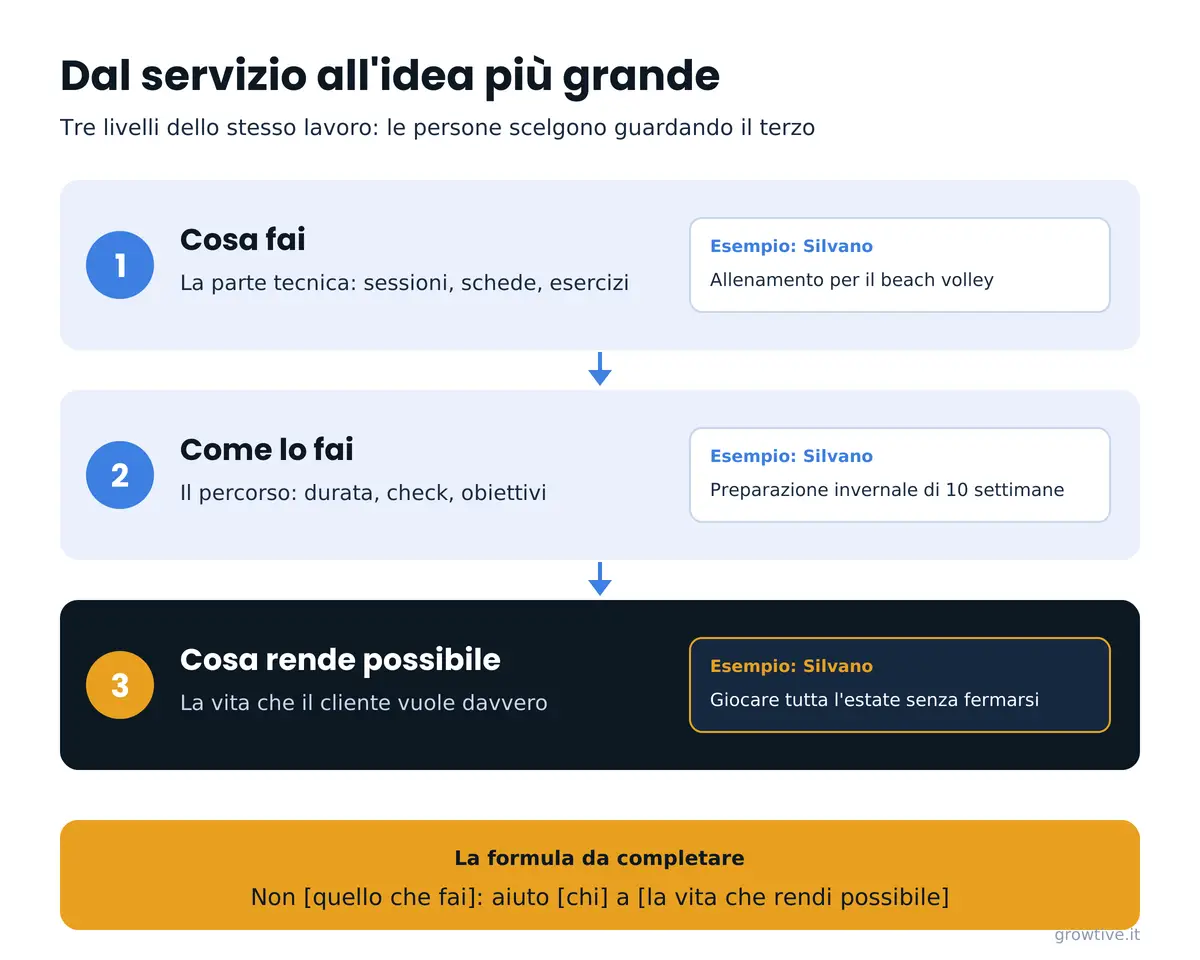 Dal servizio all'idea più grande
Tre livelli dello stesso lavoro: le persone scelgono guardando il terzo
1
Cosa fai
La parte tecnica: sessioni, schede, esercizi
Esempio: Silvano
Allenamento per il beach volley
2
Come lo fai
Il percorso: durata, check, obiettivi
Esempio: Silvano
Preparazione invernale di 10 settimane
3
Cosa rende possibile
La vita che il cliente vuole davvero
Esempio: Silvano
Giocare tutta l'estate senza fermarsi
La formula da completare
Non [quello che fai]: aiuto [chi] a [la vita che rendi possibile]
growtive.it